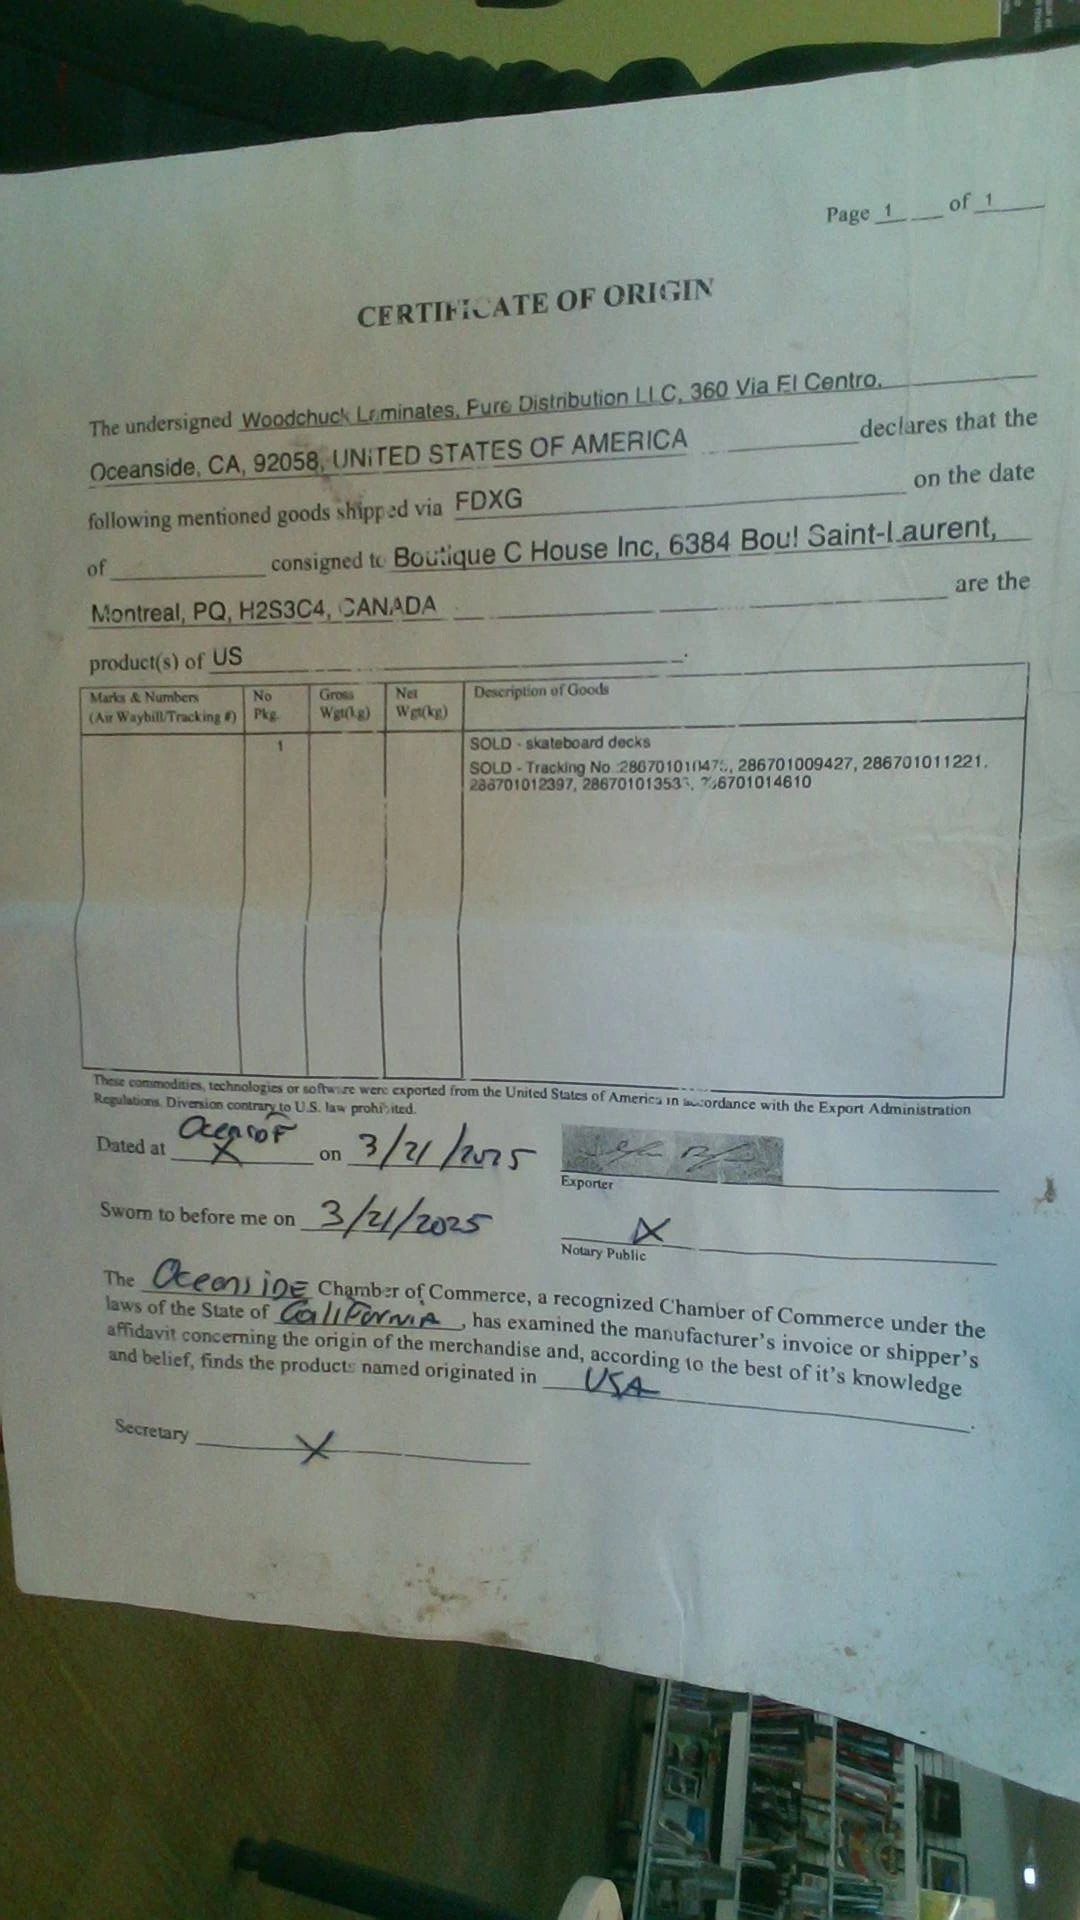 Page 1 of 1
CERTIFICATE OF ORIGIN
The undersigned Woodchuck Laminates, Pure Distribution LLC, 360 Via El Centro,
Oceanside, CA, 92058, UNITED STATES OF AMERICA declares that the
following mentioned goods shipped via FDXG on the date
of consigned to Boutique C House Inc, 6384 Boul Saint-Laurent,
Montreal, PQ, H2S3C4, CANADA are the
product(s) of US.
Marks & Numbers No Gross Net Description of Goods
(Air Waybill/Tracking #) Pkg. Wgt(kg) Wgt(kg)
1 SOLD - skateboard decks
SOLD - Tracking No. 286701009427, 286701011221,
286701012397,
These commodities, technologies or software were exported from the United States of America in accordance with the Export Administration
Regulations. Diversion contrary to U.S. law prohibited.
Dated at X on 3/21/2025
Exporter
Sworn to before me on 3/21/2025 X
Notary Public
The OceansiDE Chamber of Commerce, a recognized Chamber of Commerce under the
laws of the State of California, has examined the manufacturer's invoice or shipper's
affidavit concerning the origin of the merchandise and, according to the best of it's knowledge
and belief, finds the products named originated in USA.
Secretary X